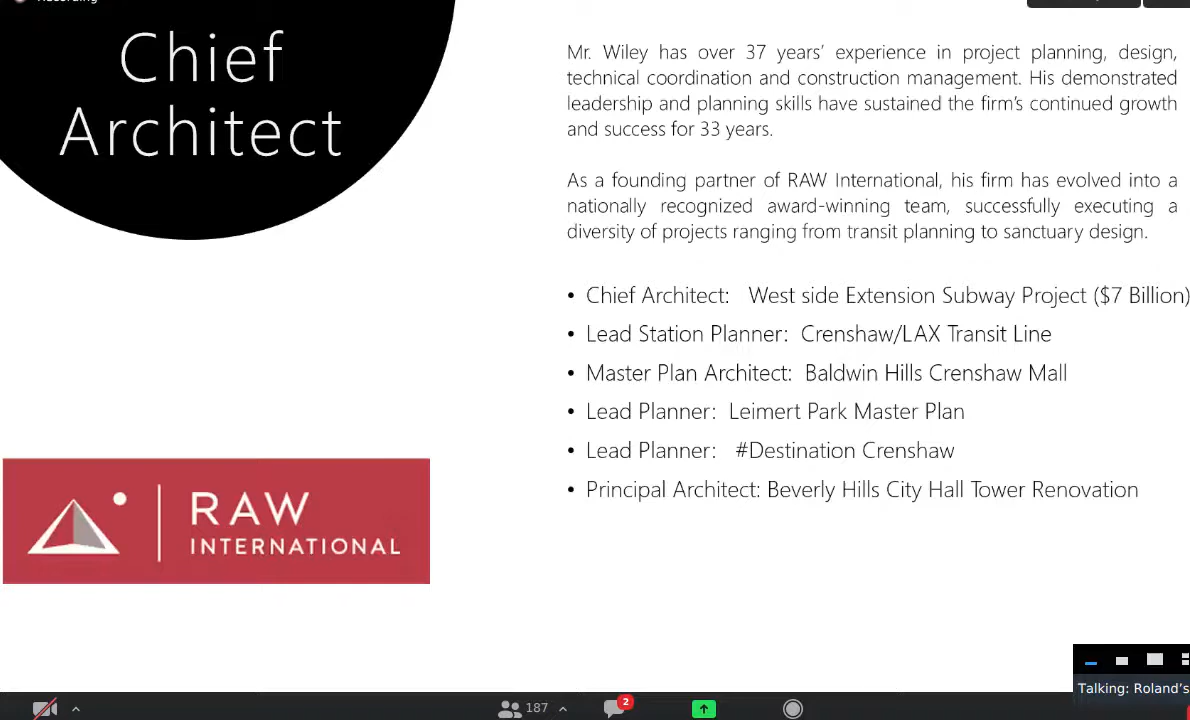 Chief
Architect
Mr. Wiley has over 37 years’ experience in project planning, design,
technical coordination and construction management. His demonstrated
leadership and planning skills have sustained the firm’s continued growth
and success for 33 years.
As a founding partner of RAW International, his firm has evolved into a
nationally recognized award-winning team, successfully executing a
diversity of projects ranging from transit planning to sanctuary design.
• Chief Architect: West side Extension Subway Project ($7 Billion)
• Lead Station Planner: Crenshaw/LAX Transit Line
• Master Plan Architect: Baldwin Hills Crenshaw Mall
• Lead Planner: Leimert Park Master Plan
• Lead Planner: #Destination Crenshaw
• Principal Architect: Beverly Hills City Hall Tower Renovation
RAW
INTERNATIONAL
Talking: Roland’s
187
2